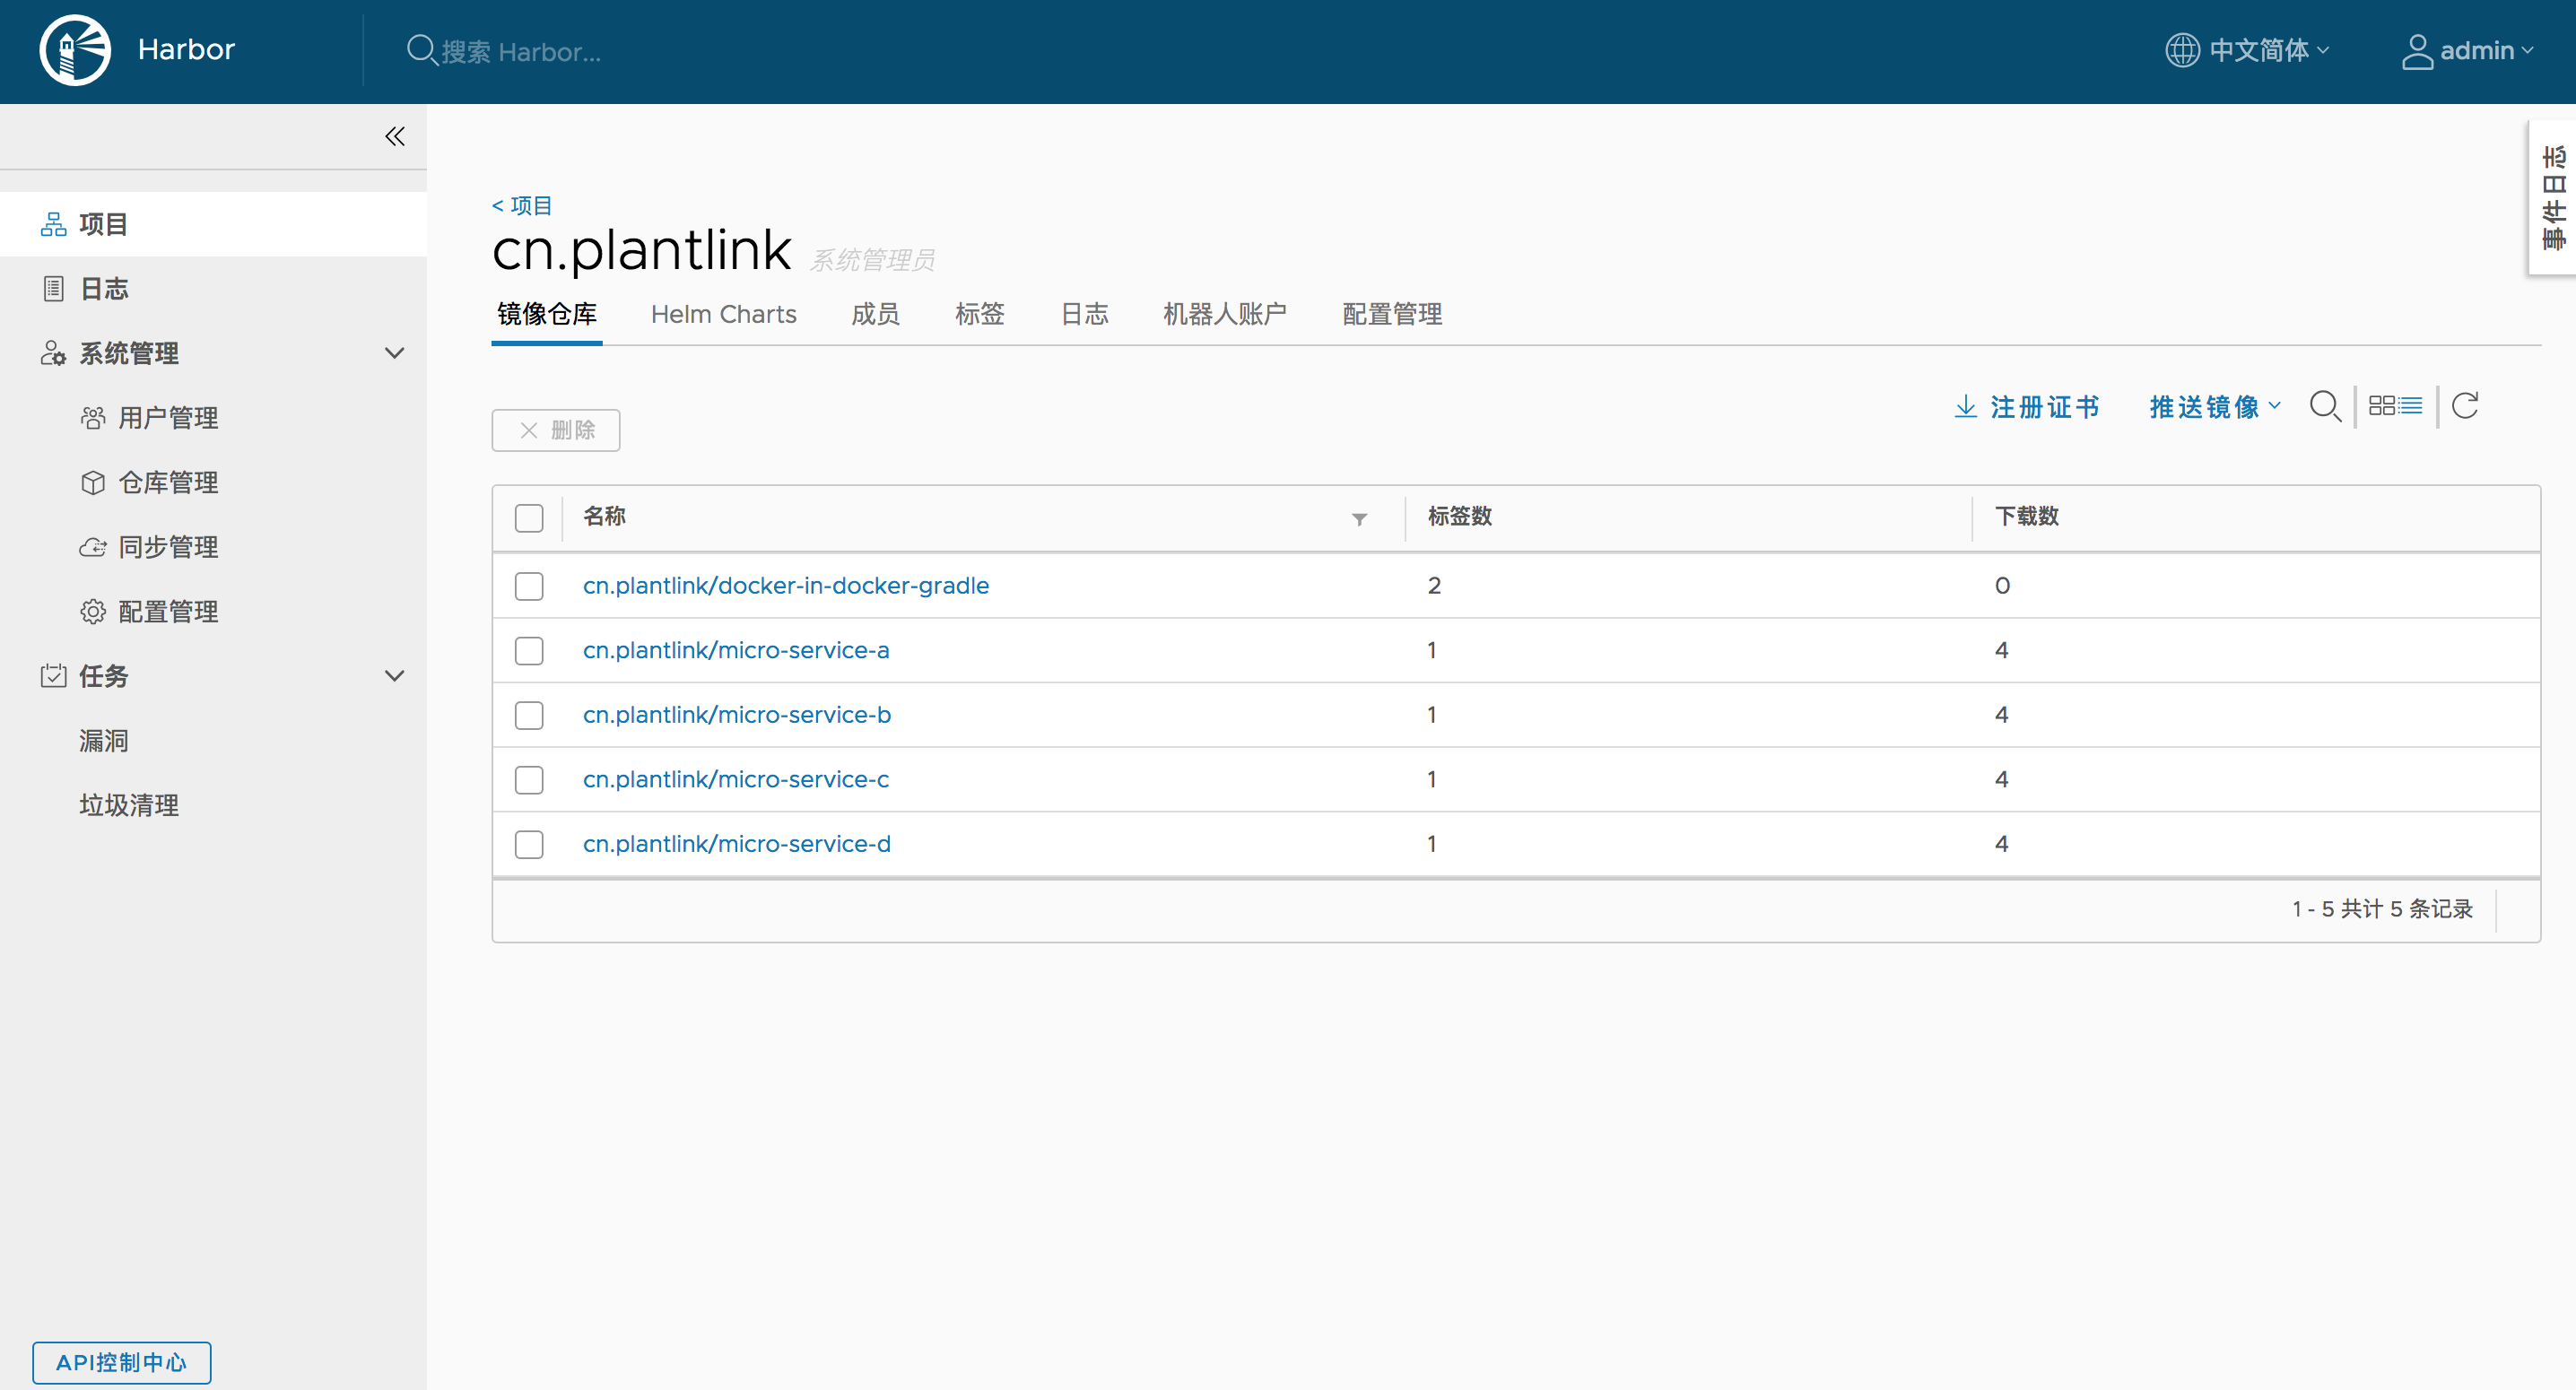 Harbor
搜索 Harbor...
中文简体
admin
事件日志
项目
日志
系统管理
用户管理
仓库管理
同步管理
配置管理
任务
漏洞
垃圾清理
API控制中心
< 项目
cn.plantlink 系统管理员
镜像仓库 Helm Charts 成员 标签 日志 机器人账户 配置管理
删除
注册证书 推送镜像
名称 标签数 下载数
cn.plantlink/docker-in-docker-gradle 2 0
cn.plantlink/micro-service-a 1 4
cn.plantlink/micro-service-b 1 4
cn.plantlink/micro-service-c 1 4
cn.plantlink/micro-service-d 1 4
1 - 5 共计 5 条记录